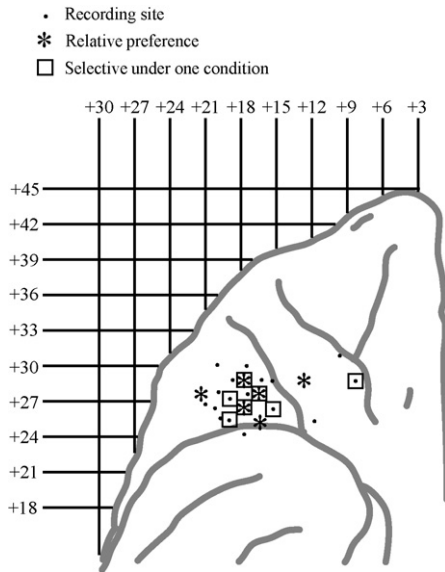 Recording site
Relative preference
Selective under one condition
+30 +27 +24 +21 +18 +15 +12 +9 +6 +3
+45
+42
+39
+36
+33
+30
+27
+24
+21
+18